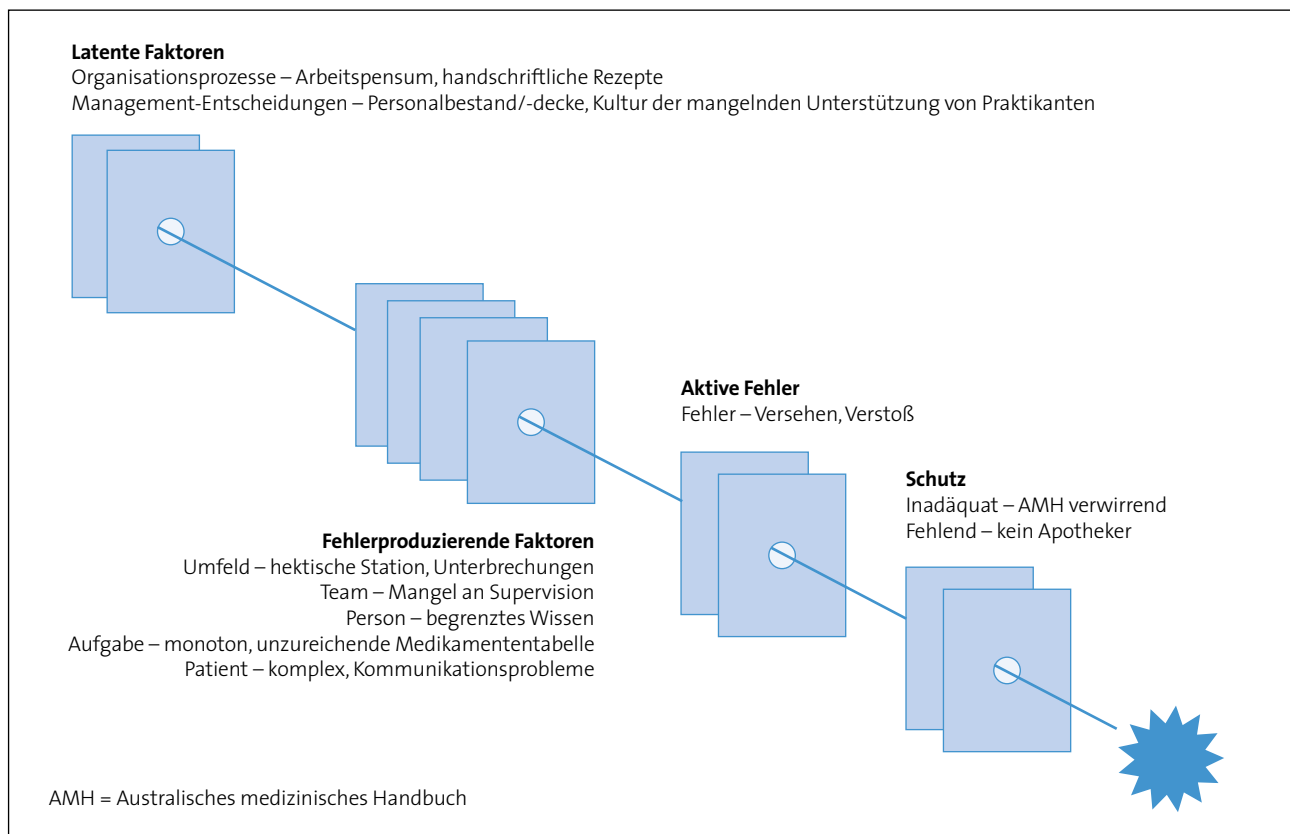 Latente Faktoren
Organisationsprozesse – Arbeitspensum, handschriftliche Rezepte
Management-Entscheidungen – Personalbestand/-decke, Kultur der mangelnden Unterstützung von Praktikanten
Aktive Fehler
Fehler – Versehen, Verstoß
Schutz
Inadäquat – AMH verwirrend
Fehlend – kein Apotheker
Fehlerproduzierende Faktoren
Umfeld – hektische Station, Unterbrechungen
Team – Mangel an Supervision
Person – begrenztes Wissen
Aufgabe – monoton, unzureichende Medikamententabelle
Patient – komplex, Kommunikationsprobleme
AMH = Australisches medizinisches Handbuch